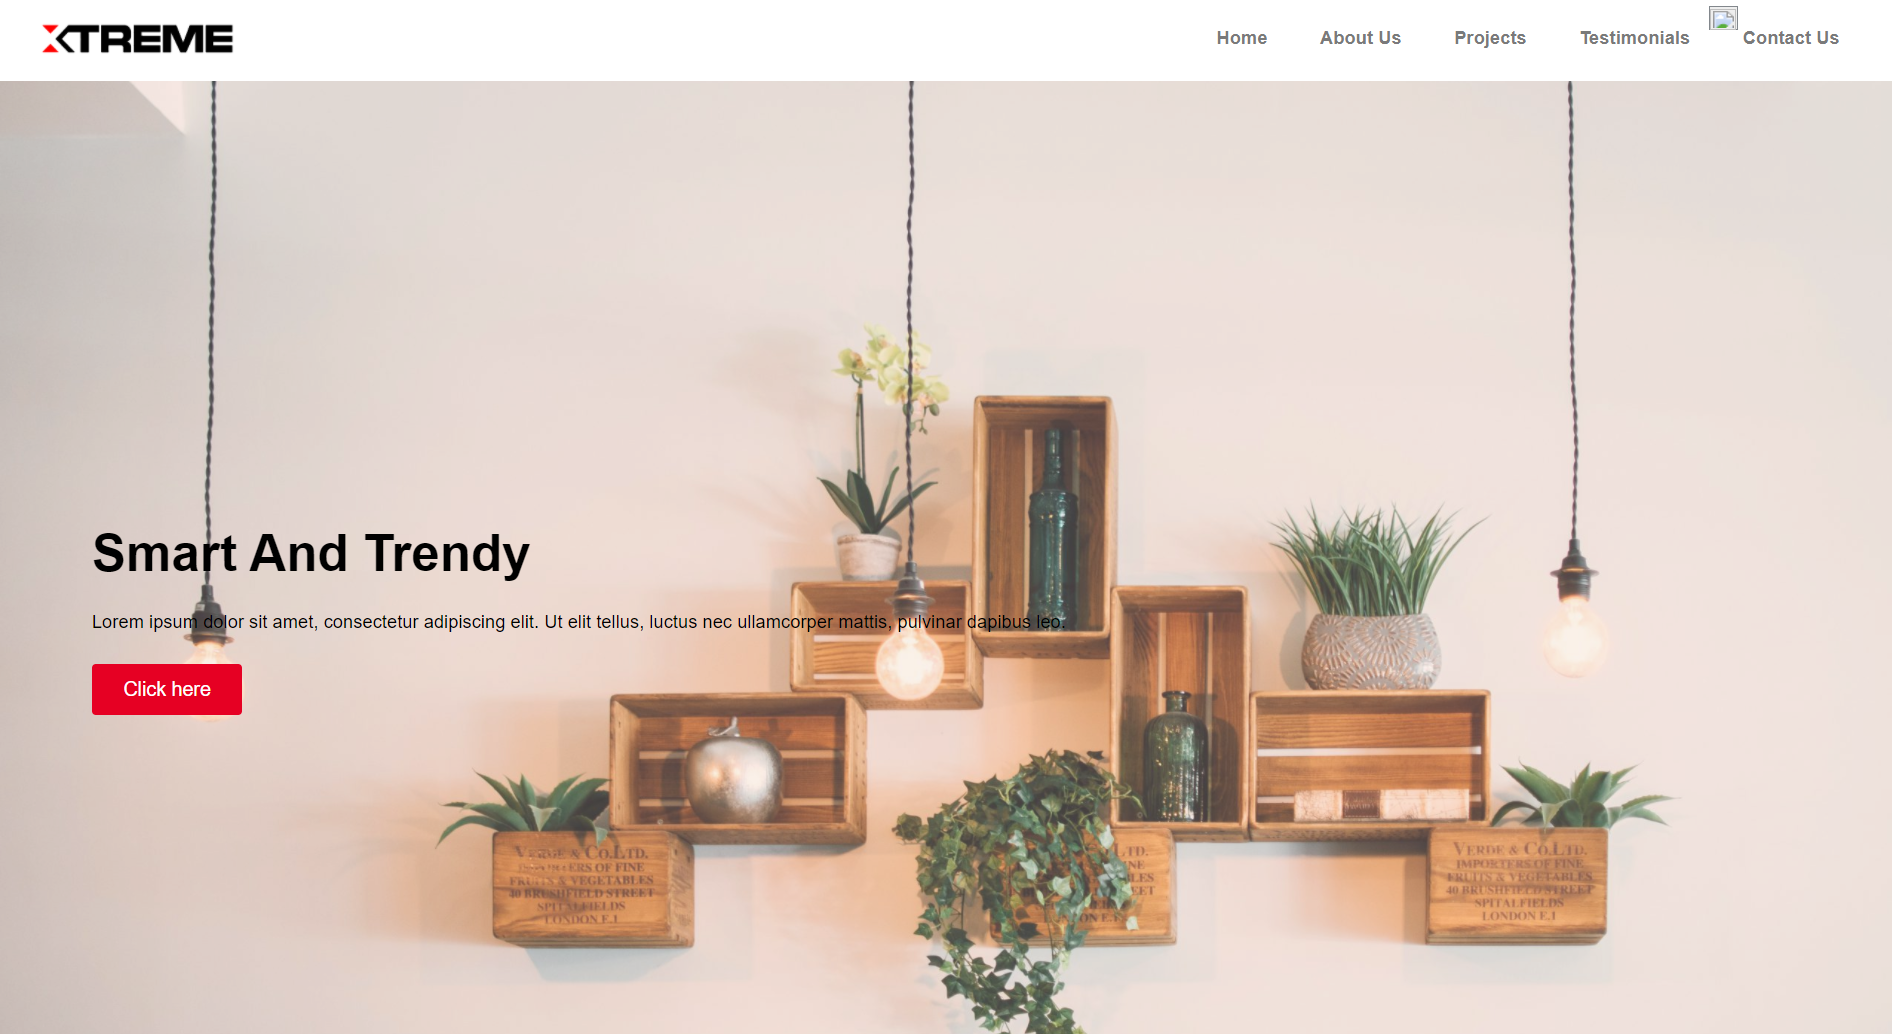 XTREME
Home
About Us
Projects
Testimonials
Contact Us
Smart And Trendy
Lorem ipsum dolor sit amet, consectetur adipiscing elit. Ut elit tellus, luctus nec ullamcorper mattis, pulvinar dapibus leo.
Click here
VERDE & CO.LTD.
IMPORTERS OF FINE
FRUITS & VEGETABLES
40 BRUSHFIELD STREET
SPITALFIELDS
LONDON E.1
VERDE & CO.LTD.
IMPORTERS OF FINE
FRUITS & VEGETABLES
40 BRUSHFIELD STREET
SPITALFIELDS
LONDON E.1